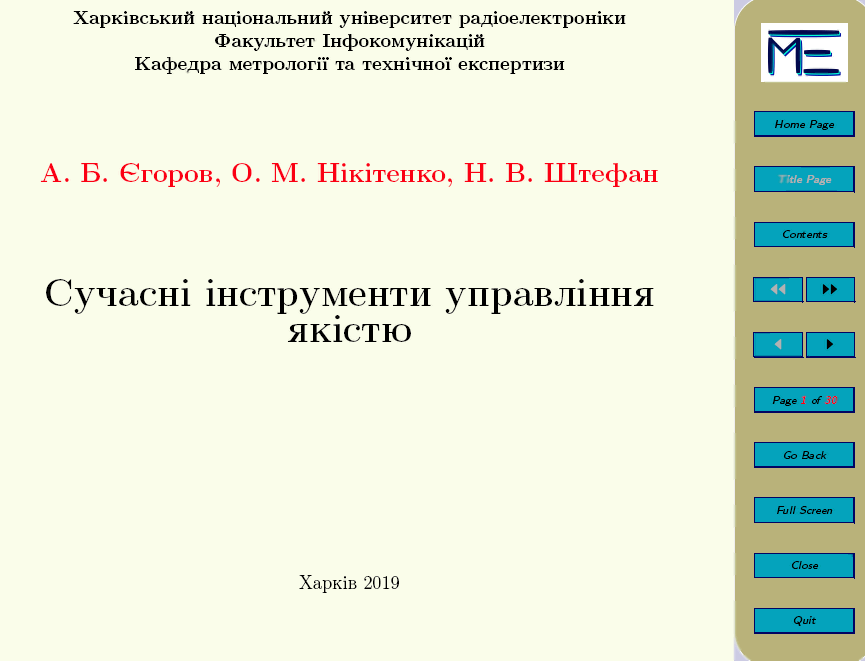 Харківський національний університет радіоелектроніки
Факультет Інфокомунікацій
Кафедра метрології та технічної експертизи
А. Б. Єгоров, О. М. Нікітенко, Н. В. Штефан
Сучасні інструменти управління
якістю
Харків 2019
ME
Home Page
Title Page
Contents
Page 1 of 30
Go Back
Full Screen
Close
Quit